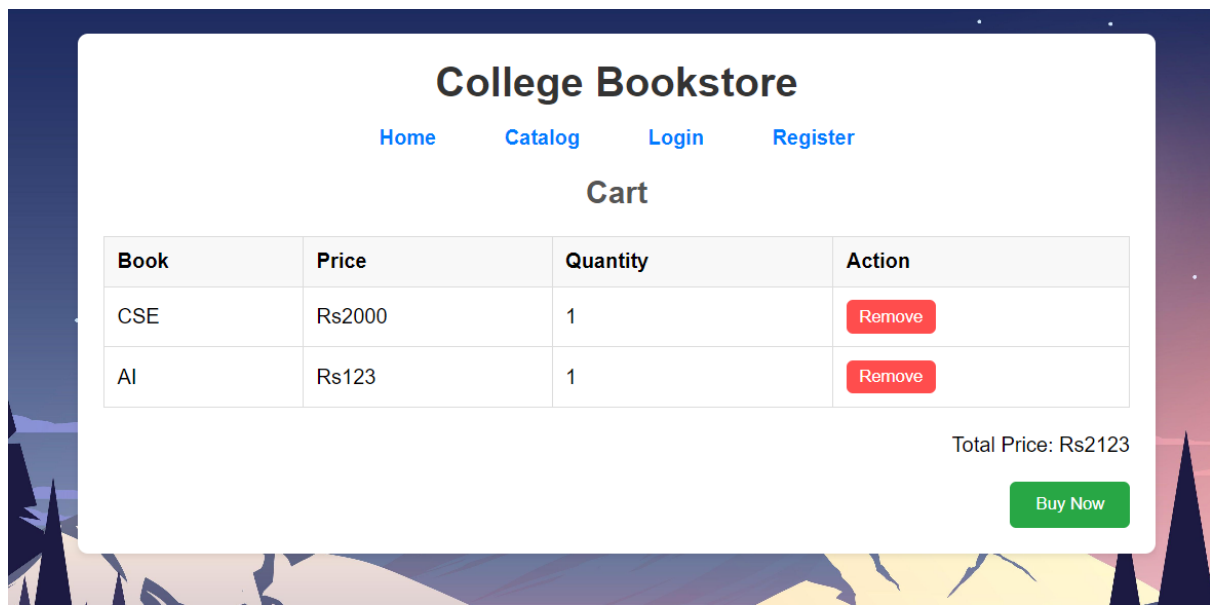 College Bookstore
Home Catalog Login Register
Cart
Book Price Quantity Action
CSE Rs2000 1 Remove
AI Rs123 1 Remove
Total Price: Rs2123
Buy Now